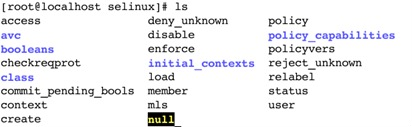 [root@localhost selinux]# ls
access deny_unknown policy
avc disable policy_capabilities
booleans enforce policyvers
checkreqprot initial_contexts reject_unknown
class load relabel
commit_pending_bools member status
context mls user
create null